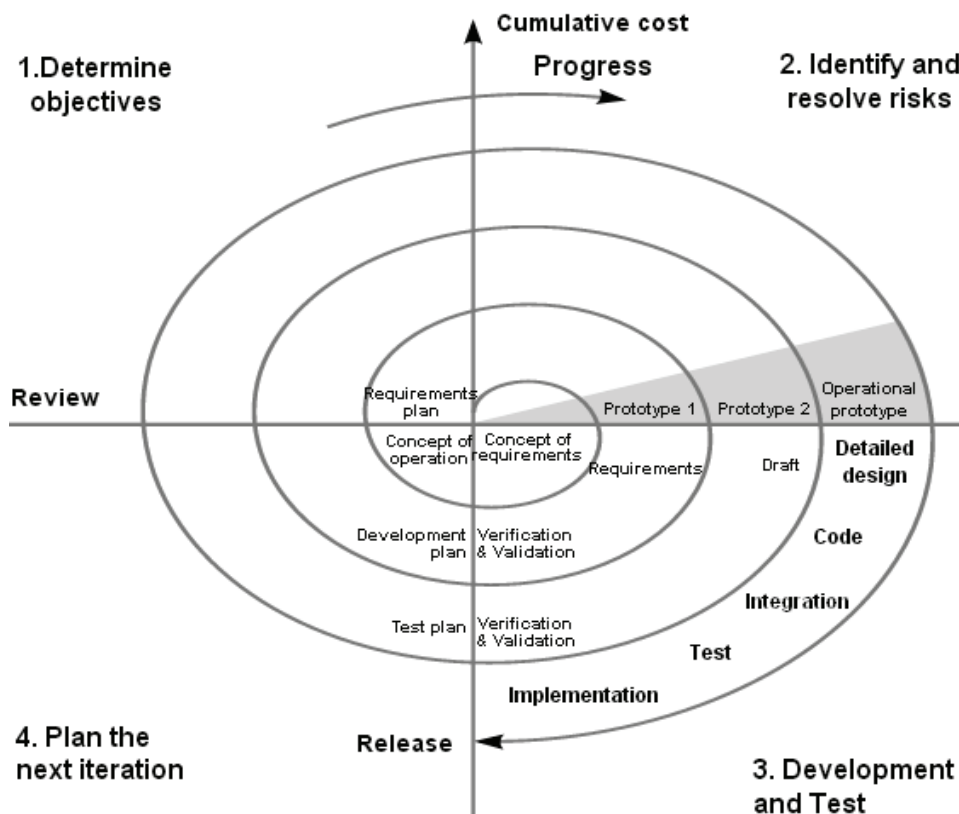 Cumulative cost
Progress
1.Determine
objectives
2. Identify and
resolve risks
Review
Requirements
plan
Prototype 1
Prototype 2
Operational
prototype
Concept of
operation
Concept of
requirements
Requirements
Draft
Detailed
design
Development
plan
Verification
& Validation
Code
Test plan
Verification
& Validation
Integration
Test
Implementation
Release
4. Plan the
next iteration
3. Development
and Test